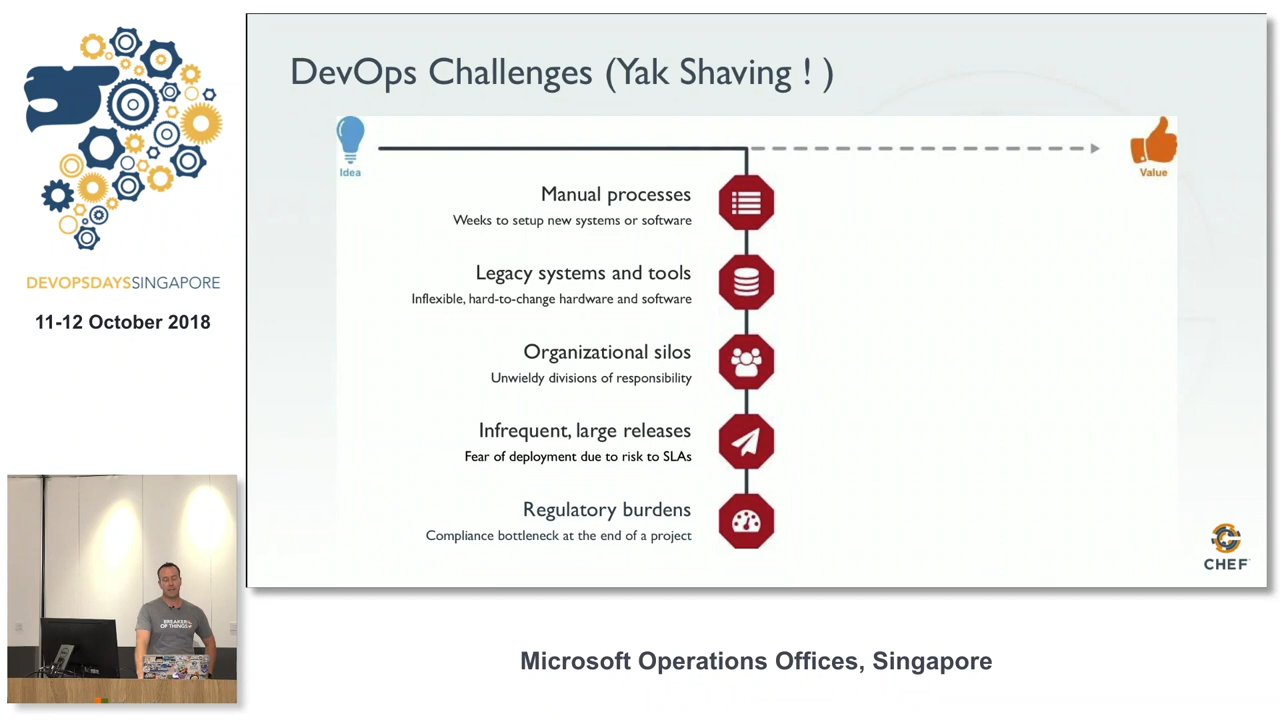 DEVOPSDAYSSINGAPORE
11-12 October 2018
DevOps Challenges (Yak Shaving ! )
Idea
Value
Manual processes
Weeks to setup new systems or software
Legacy systems and tools
Inflexible, hard-to-change hardware and software
Organizational silos
Unwieldy divisions of responsibility
Infrequent, large releases
Fear of deployment due to risk to SLAs
Regulatory burdens
Compliance bottleneck at the end of a project
CHEF
BREAKER
OF THINGS
Microsoft Operations Offices, Singapore